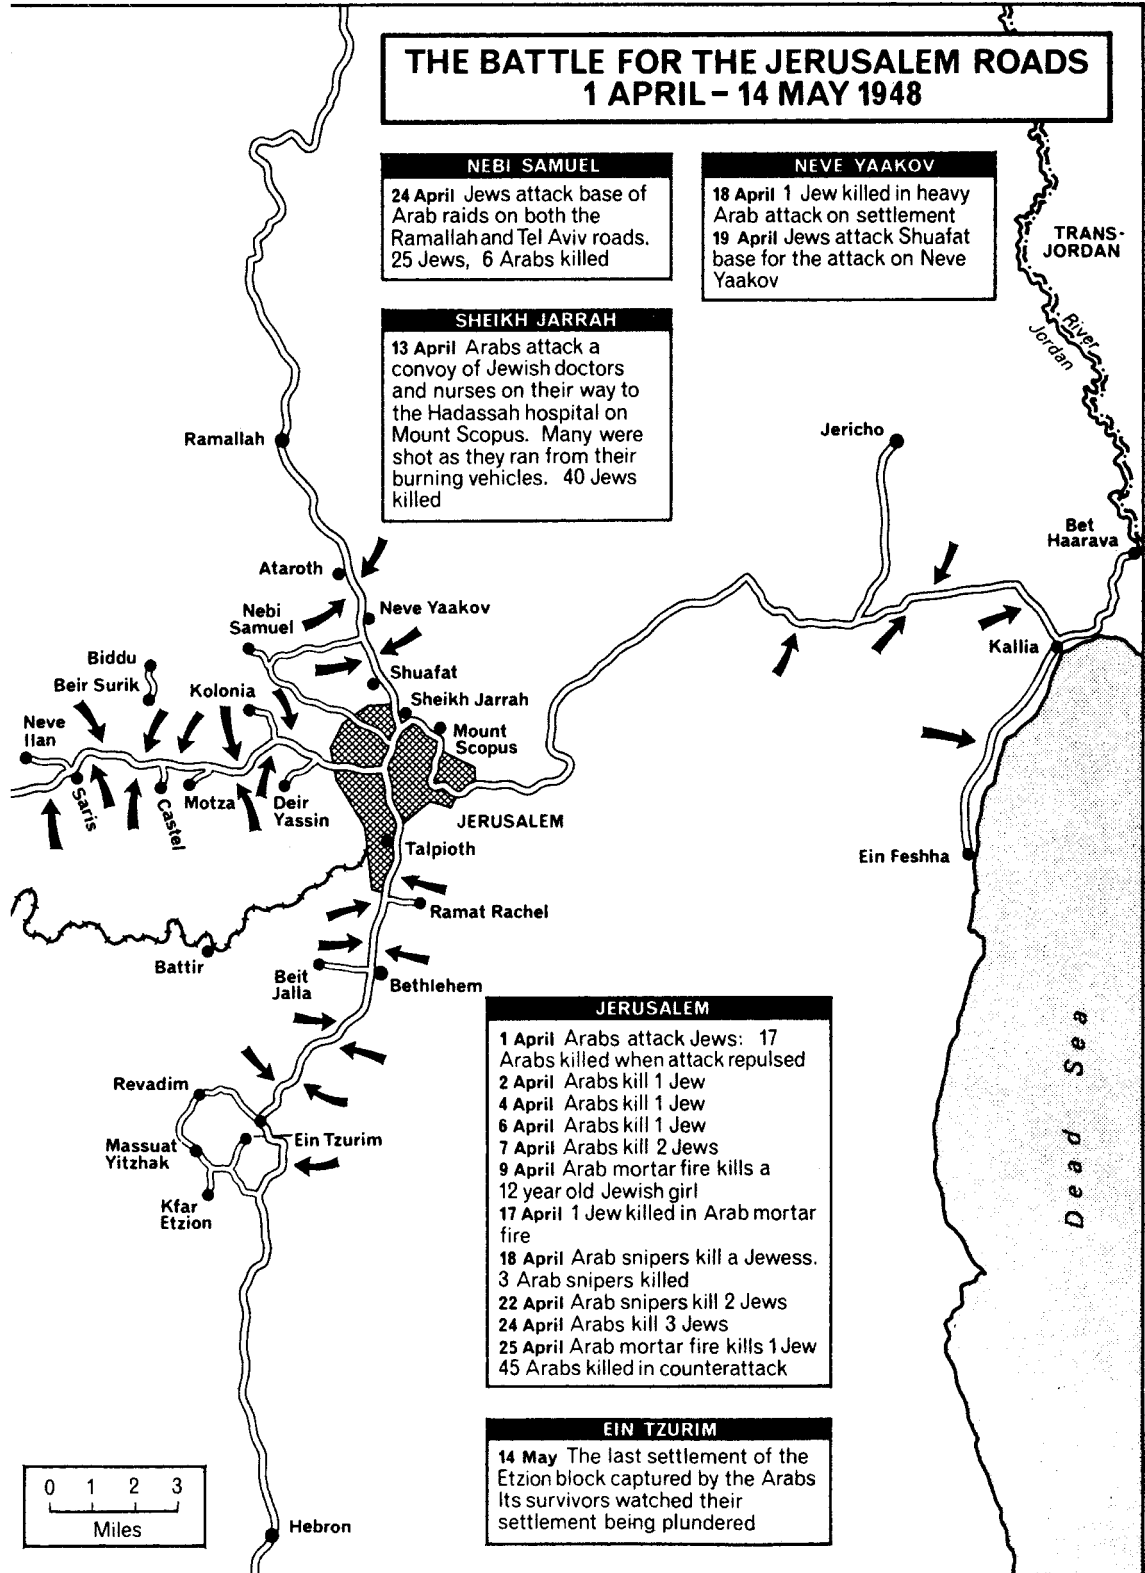 THE BATTLE FOR THE JERUSALEM ROADS
1 APRIL – 14 MAY 1948
NEBI SAMUEL
24 April Jews attack base of
Arab raids on both the
Ramallah and Tel Aviv roads.
25 Jews, 6 Arabs killed
NEVE YAAKOV
18 April 1 Jew killed in heavy
Arab attack on settlement
19 April Jews attack Shuafat
base for the attack on Neve
Yaakov
TRANS-
JORDAN
River
Jordan
SHEIKH JARRAH
13 April Arabs attack a
convoy of Jewish doctors
and nurses on their way to
the Hadassah hospital on
Mount Scopus. Many were
shot as they ran from their
burning vehicles. 40 Jews
killed
Ramallah
Jericho
Bet
Haarava
Ataroth
Neve Yaakov
Nebi
Samuel
Kallia
Biddu
Beir Surik
Shuafat
Kolonia
Sheikh Jarrah
Neve
Ilan
Mount
Scopus
Saris
Castel
Motza
Deir
Yassin
JERUSALEM
Talpioth
Ein Feshha
Ramat Rachel
Battir
Beit
Jalla
Bethlehem
Dead Sea
JERUSALEM
1 April Arabs attack Jews: 17
Arabs killed when attack repulsed
2 April Arabs kill 1 Jew
4 April Arabs kill 1 Jew
6 April Arabs kill 1 Jew
7 April Arabs kill 2 Jews
9 April Arab mortar fire kills a
12 year old Jewish girl
17 April 1 Jew killed in Arab mortar
fire
18 April Arab snipers kill a Jewess.
3 Arab snipers killed
22 April Arab snipers kill 2 Jews
24 April Arabs kill 3 Jews
25 April Arab mortar fire kills 1 Jew
45 Arabs killed in counterattack
Revadim
Ein Tzurim
Massuat
Yitzhak
Kfar
Etzion
EIN TZURIM
14 May The last settlement of the
Etzion block captured by the Arabs
Its survivors watched their
settlement being plundered
0 1 2 3
Miles
Hebron